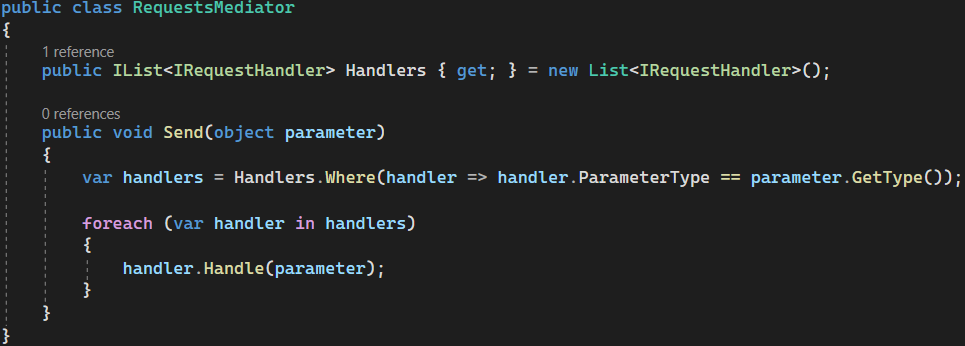 public class RequestsMediator
{
1 reference
public IList<IRequestHandler> Handlers { get; } = new List<IRequestHandler>();
0 references
public void Send(object parameter)
{
var handlers = Handlers.Where(handler => handler.ParameterType == parameter.GetType());
foreach (var handler in handlers)
{
handler.Handle(parameter);
}
}
}